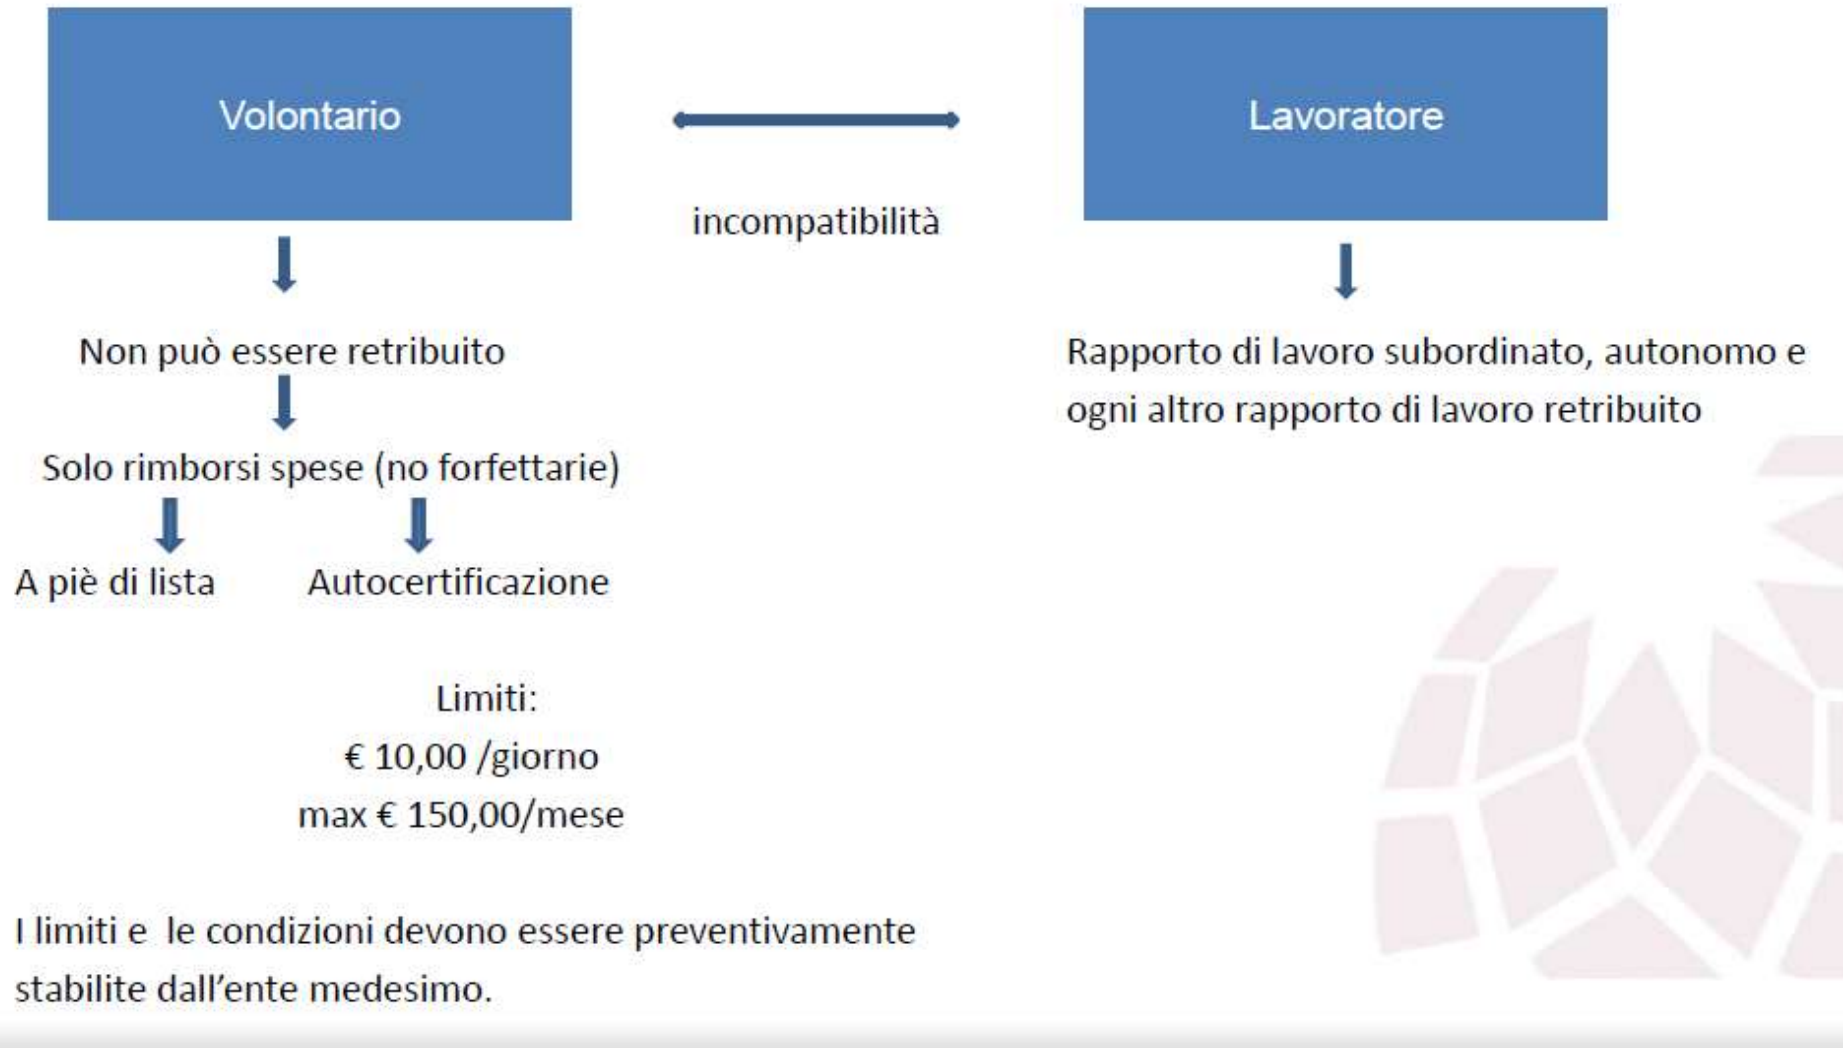 Volontario
Lavoratore
incompatibilità
Non può essere retribuito
Rapporto di lavoro subordinato, autonomo e
ogni altro rapporto di lavoro retribuito
Solo rimborsi spese (no forfettarie)
A piè di lista
Autocertificazione
Limiti:
€ 10,00 /giorno
max € 150,00/mese
I limiti e  le condizioni devono essere preventivamente
stabilite dall’ente medesimo.